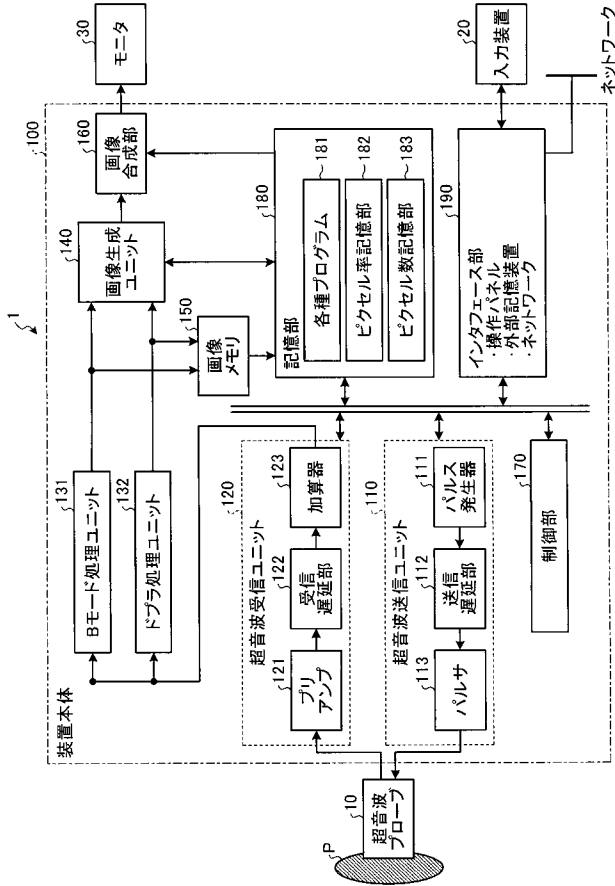 1
100
30
モニタ
160
画像
合成部
140
画像生成
ユニット
150
画像
メモリ
131
Bモード処理ユニット
132
ドプラ処理ユニット
装置本体
180
記憶部
各種プログラム
181
ピクセル率記憶部
182
ピクセル数記憶部
183
20
入力装置
ネットワーク
190
インタフェース部
・操作パネル
・外部記憶装置
・ネットワーク
120
超音波受信ユニット
121
プリ
アンプ
122
受信
遅延部
123
加算器
110
超音波送信ユニット
111
パルス
発生器
112
送信
遅延部
113
パルサ
170
制御部
10
超音波
プローブ
P